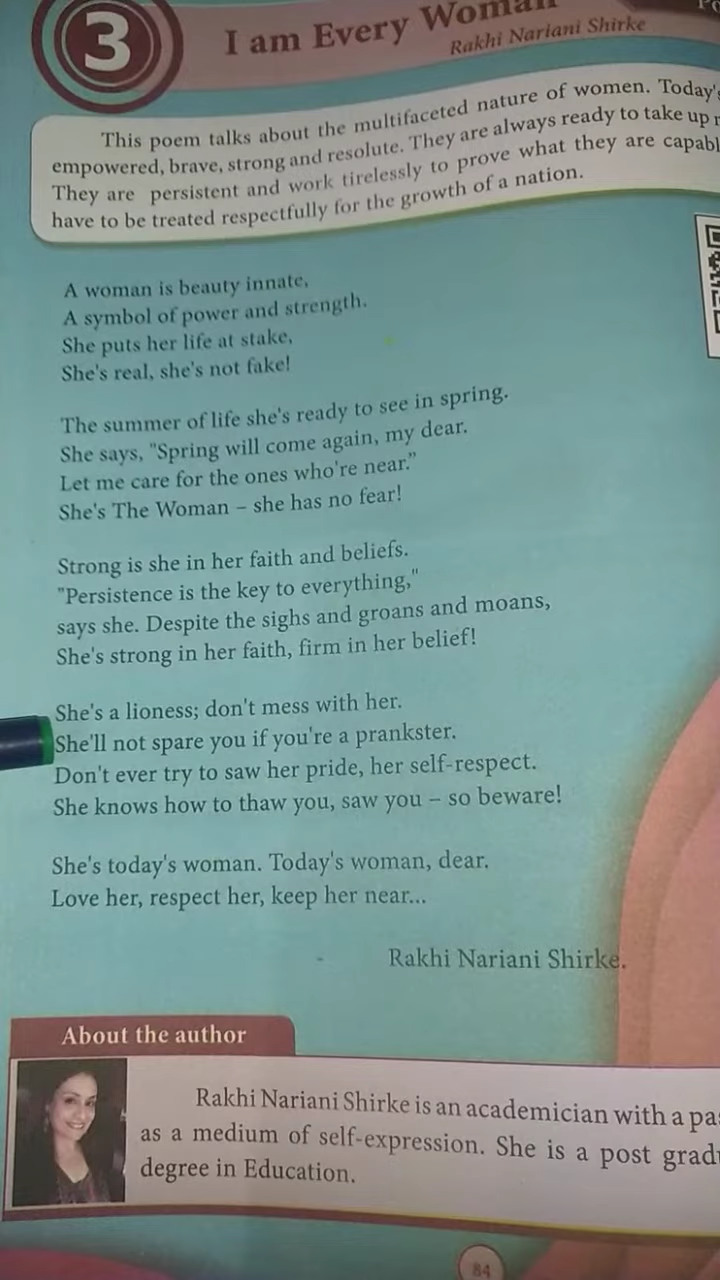 3
I am Every Woman
Rakhi Nariani Shirke
This poem talks about the multifaceted nature of women. Today's
empowered, brave, strong and resolute. They are always ready to take up
They are persistent and work tirelessly to prove what they are
have to be treated respectfully for the growth of a nation.
A woman is beauty innate,
A symbol of power and strength.
She puts her life at stake,
She's real, she's not fake!
The summer of life she's ready to see in spring.
She says, "Spring will come again, my dear.
Let me care for the ones who're near.”
She's The Woman – she has no fear!
Strong is she in her faith and beliefs.
"Persistence is the key to everything,"
says she. Despite the sighs and groans and moans,
She's strong in her faith, firm in her belief!
She's a lioness; don't mess with her.
She'll not spare you if you're a prankster.
Don't ever try to saw her pride, her self-respect.
She knows how to thaw you, saw you – so beware!
She's today's woman. Today's woman, dear.
Love her, respect her, keep her near...
Rakhi Nariani Shirke.
About the author
Rakhi Nariani Shirke is an academician with a
as a medium of self-expression. She is a post
degree in Education.
84